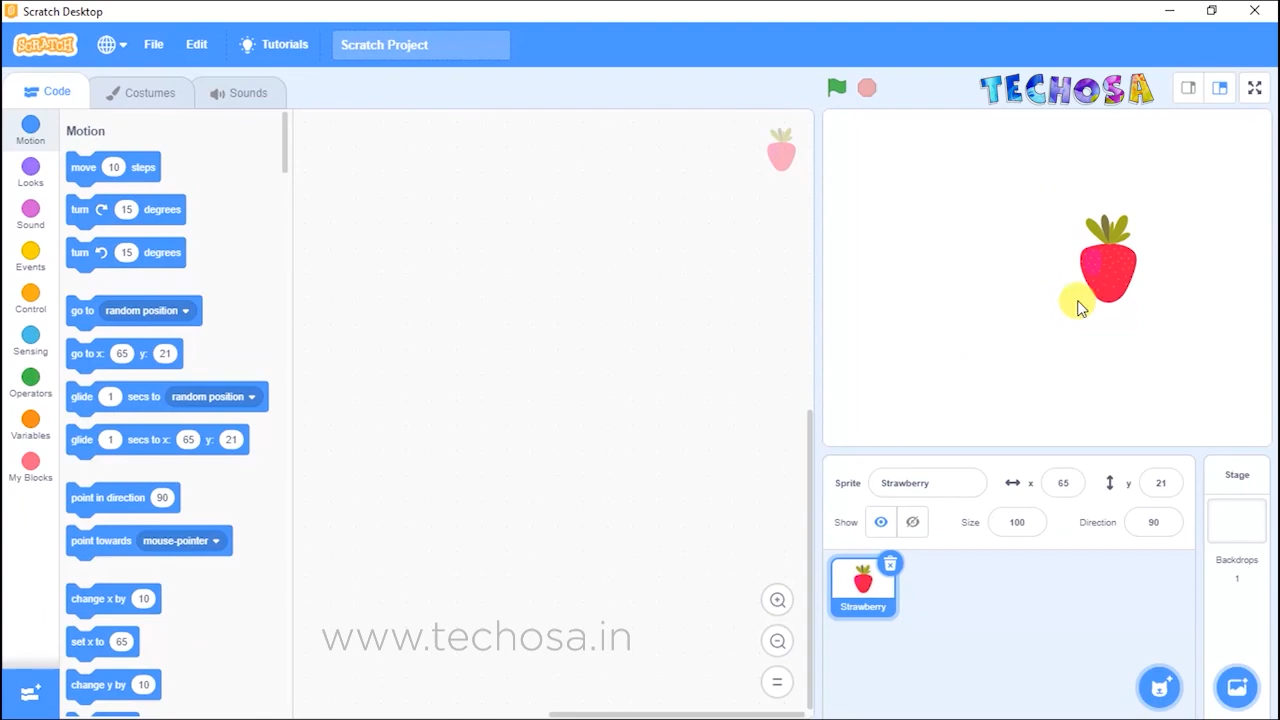 Scratch Desktop
SCRATCH File Edit Tutorials Scratch Project
Code Costumes Sounds
TECHOSA
Motion
Looks
Sound
Events
Control
Sensing
Operators
Variables
My Blocks
Motion
move 10 steps
turn 15 degrees
turn 15 degrees
go to random position
go to x: 65 y: 21
glide 1 secs to random position
glide 1 secs to x: 65 y: 21
point in direction 90
point towards mouse-pointer
change x by 10
set x to 65
change y by 10
www.techosa.in
Sprite Strawberry x 65 y 21
Show Size 100 Direction 90
Strawberry
Stage
Backdrops
1